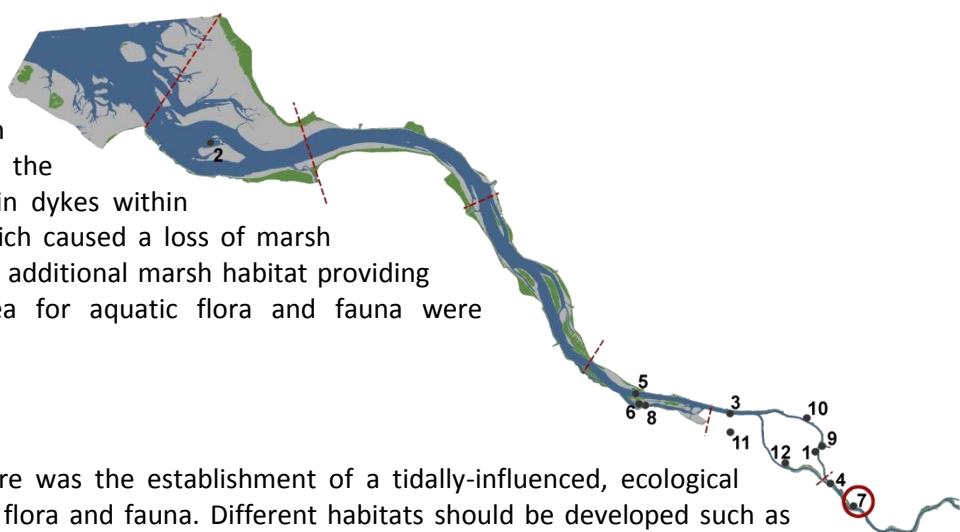 n
the
in dykes within
ich caused a loss of marsh
additional marsh habitat providing
ea for aquatic flora and fauna were
2
5
6
8
3
11
10
9
1
12
4
7
re was the establishment of a tidally-influenced, ecological
flora and fauna. Different habitats should be developed such as